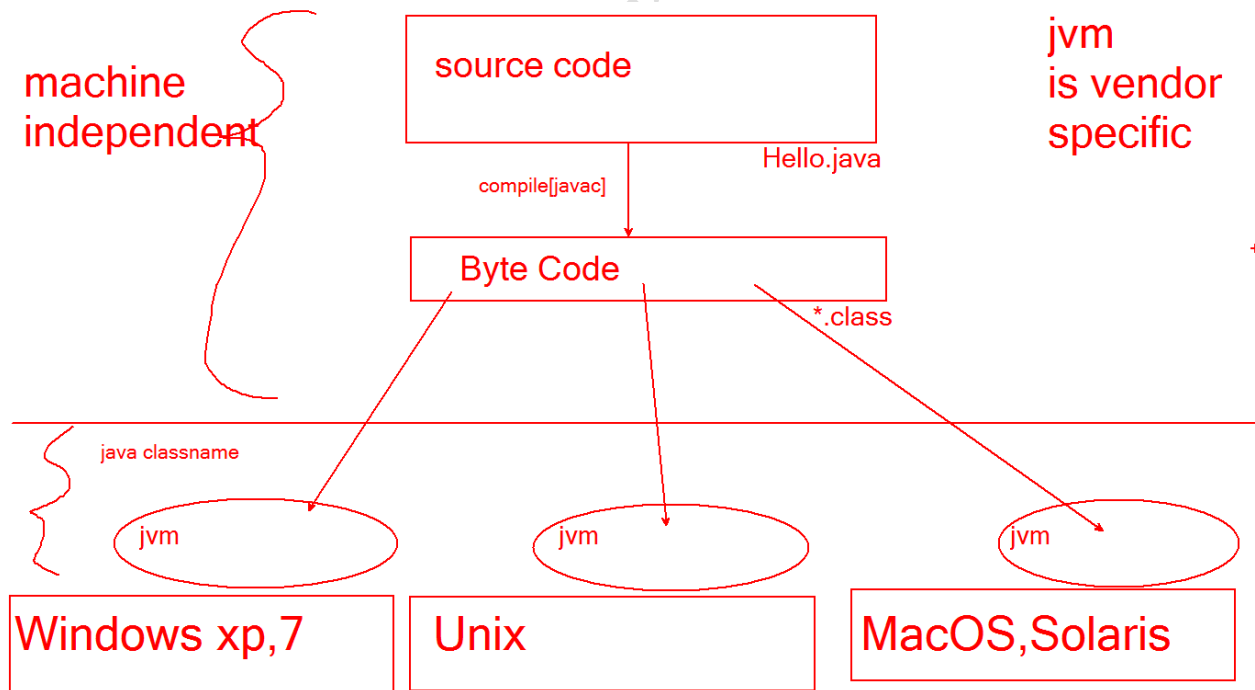 machine
independent
source code
jvm
is vendor
specific
Hello.java
compile[javac]
Byte Code
*.class
java classname
jvm
jvm
jvm
Windows xp,7
Unix
MacOS,Solaris